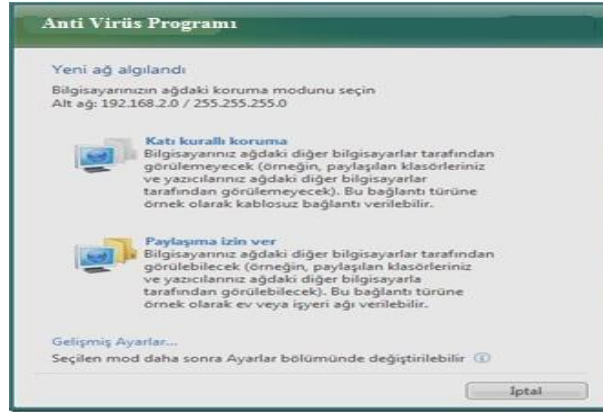 Anti Virüs Programı
Yeni ağ algılandı
Bilgisayarınızın ağdaki koruma modunu seçin
Alt ağ: 192.168.2.0 / 255.255.255.0
Katı kurallı koruma
Bilgisayarınız ağdaki diğer bilgisayarlar tarafından
görülemeyecek (örneğin, paylaşılan klasörleriniz
ve yazıcılarınız ağdaki diğer bilgisayarlar
tarafından görülemeyecek). Bu bağlantı türüne
örnek olarak kablosuz bağlantı verilebilir.
Paylaşıma izin ver
Bilgisayarınız ağdaki diğer bilgisayarlar tarafından
görülebilecek (örneğin, paylaşılan klasörleriniz
ve yazıcılarınız ağdaki diğer bilgisayarla
tarafından görülebilecek). Bu bağlantı türüne
örnek olarak ev veya işyeri ağı verilebilir.
Gelişmiş Ayarlar...
Seçilen mod daha sonra Ayarlar bölümünde değiştirilebilir
İptal